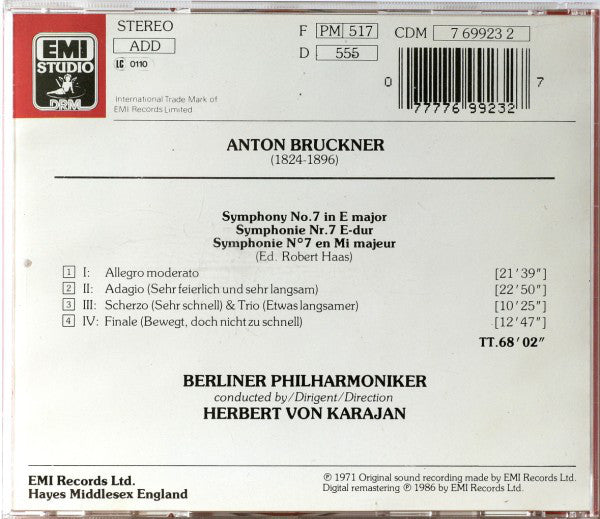 EMI
STUDIO
DRM
STEREO
ADD
LC 0110
International Trade Mark of
EMI Records Limited
F PM 517
D 555
CDM 7 69923 2
0 77776 99232 7
ANTON BRUCKNER
(1824-1896)
Symphony No.7 in E major
Symphonie Nr.7 E-dur
Symphonie N°7 en Mi majeur
(Ed. Robert Haas)
1 I: Allegro moderato [21'39"]
2 II: Adagio (Sehr feierlich und sehr langsam) [22'50"]
3 III: Scherzo (Sehr schnell) & Trio (Etwas langsamer) [10'25"]
4 IV: Finale (Bewegt, doch nicht zu schnell) [12'47"]
TT.68'02"
BERLINER PHILHARMONIKER
conducted by/Dirigent/Direction
HERBERT VON KARAJAN
EMI Records Ltd.
Hayes Middlesex England
℗ 1971 Original sound recording made by EMI Records Ltd.
Digital remastering ℗ 1986 by EMI Records Ltd.